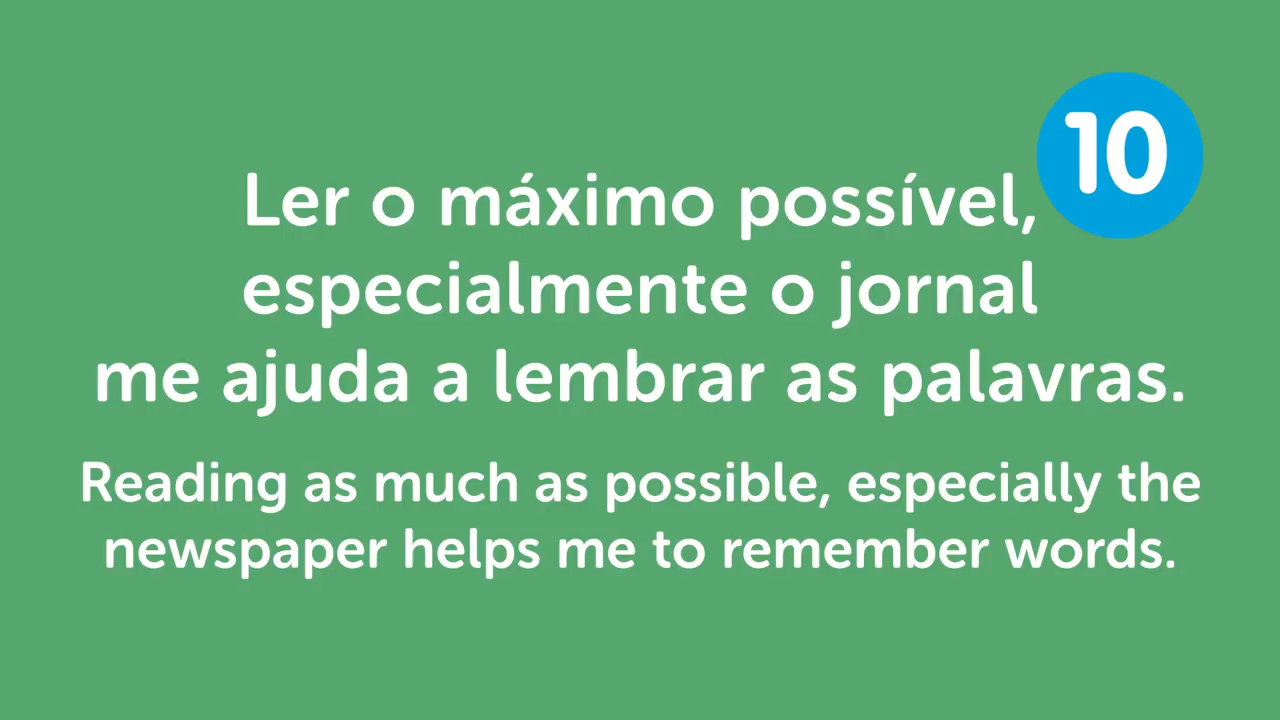 10
Ler o máximo possível,
especialmente o jornal
me ajuda a lembrar as palavras.
Reading as much as possible, especially the
newspaper helps me to remember words.